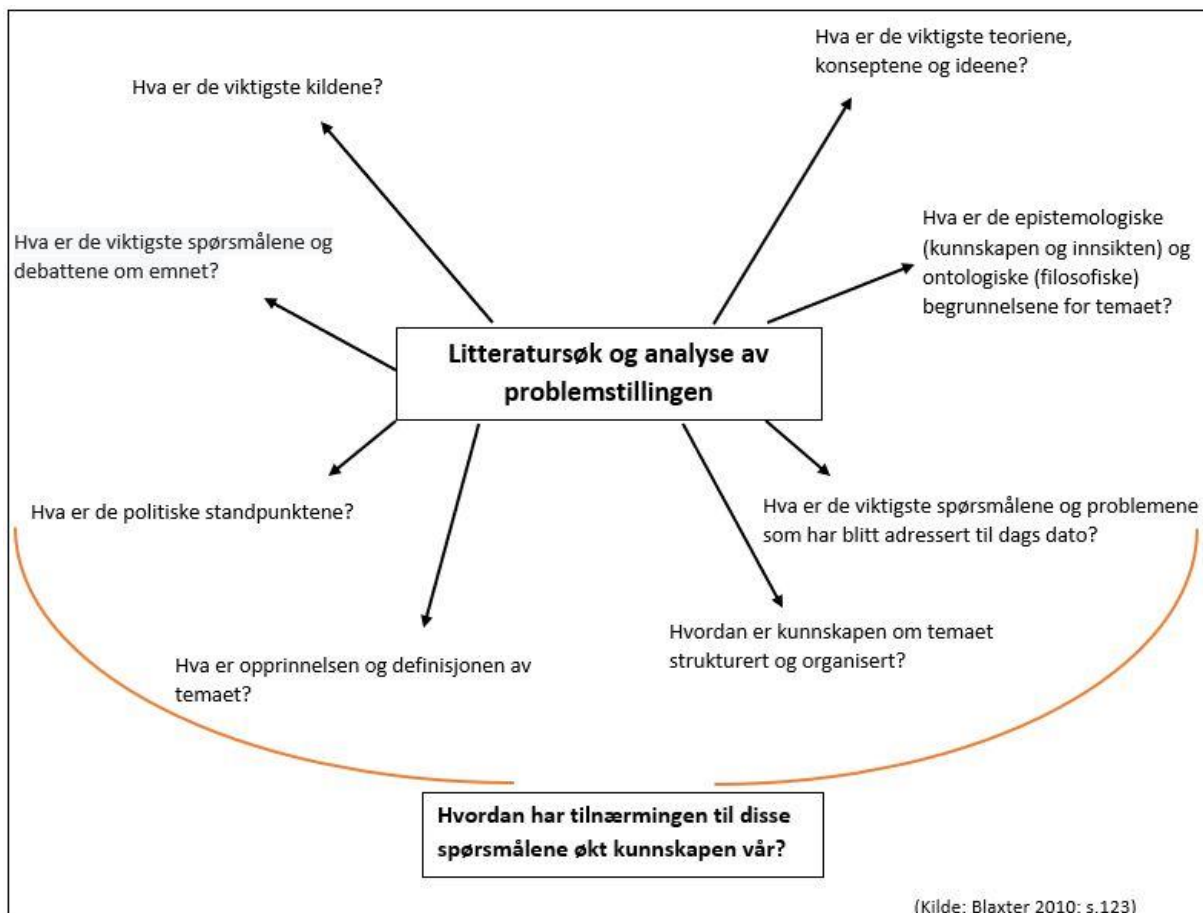 Hva er de viktigste kildene?
Hva er de viktigste teoriene,
konseptene og ideene?
Hva er de viktigste spørsmålene og
debattene om emnet?
Hva er de epistemologiske
(kunnskapen og innsikten) og
ontologiske (filosofiske)
begrunnelsene for temaet?
Litteratursøk og analyse av
problemstillingen
Hva er de politiske standpunktene?
Hva er de viktigste spørsmålene og problemene
som har blitt adressert til dags dato?
Hva er opprinnelsen og definisjonen av
temaet?
Hvordan er kunnskapen om temaet
strukturert og organisert?
Hvordan har tilnærmingen til disse
spørsmålene økt kunnskapen vår?
(Kilde: Blaxter 2010: s.123)